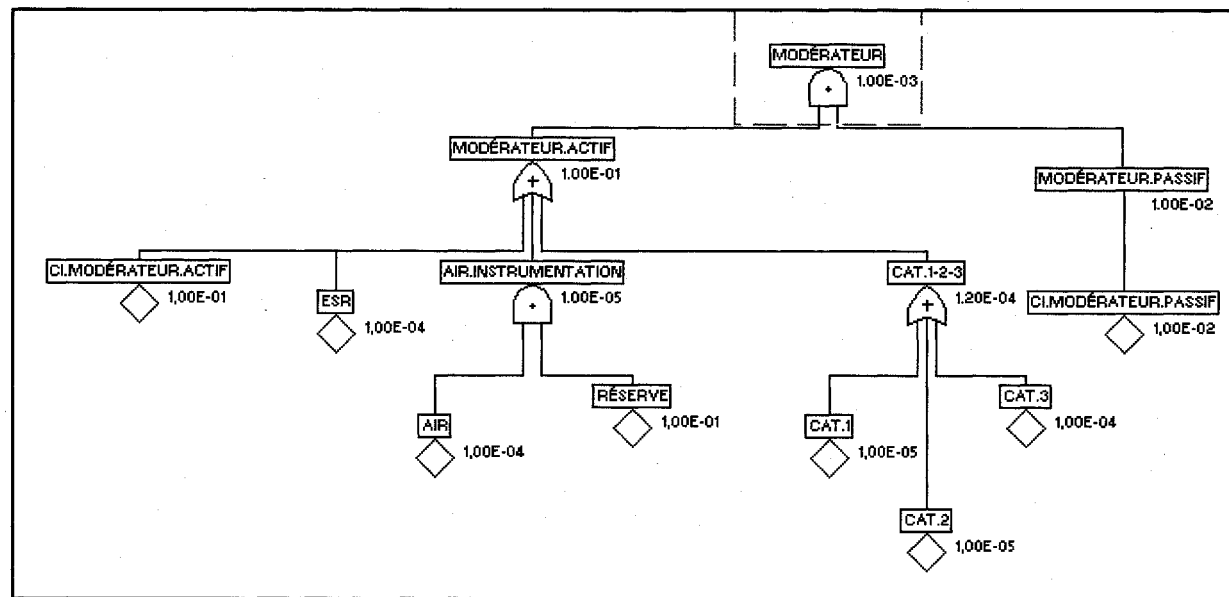 MODÉRATEUR
1.00E-03
MODÉRATEUR.ACTIF
1.00E-01
MODÉRATEUR.PASSIF
1.00E-02
CI.MODÉRATEUR.ACTIF
1,00E-01
ESR
1,00E-04
AIR.INSTRUMENTATION
1.00E-05
CAT.1-2-3
1.20E-04
CI.MODÉRATEUR.PASSIF
1,00E-02
AIR
1,00E-04
RÉSERVE
1,00E-01
CAT.1
1,00E-05
CAT.3
1,00E-04
CAT.2
1,00E-05